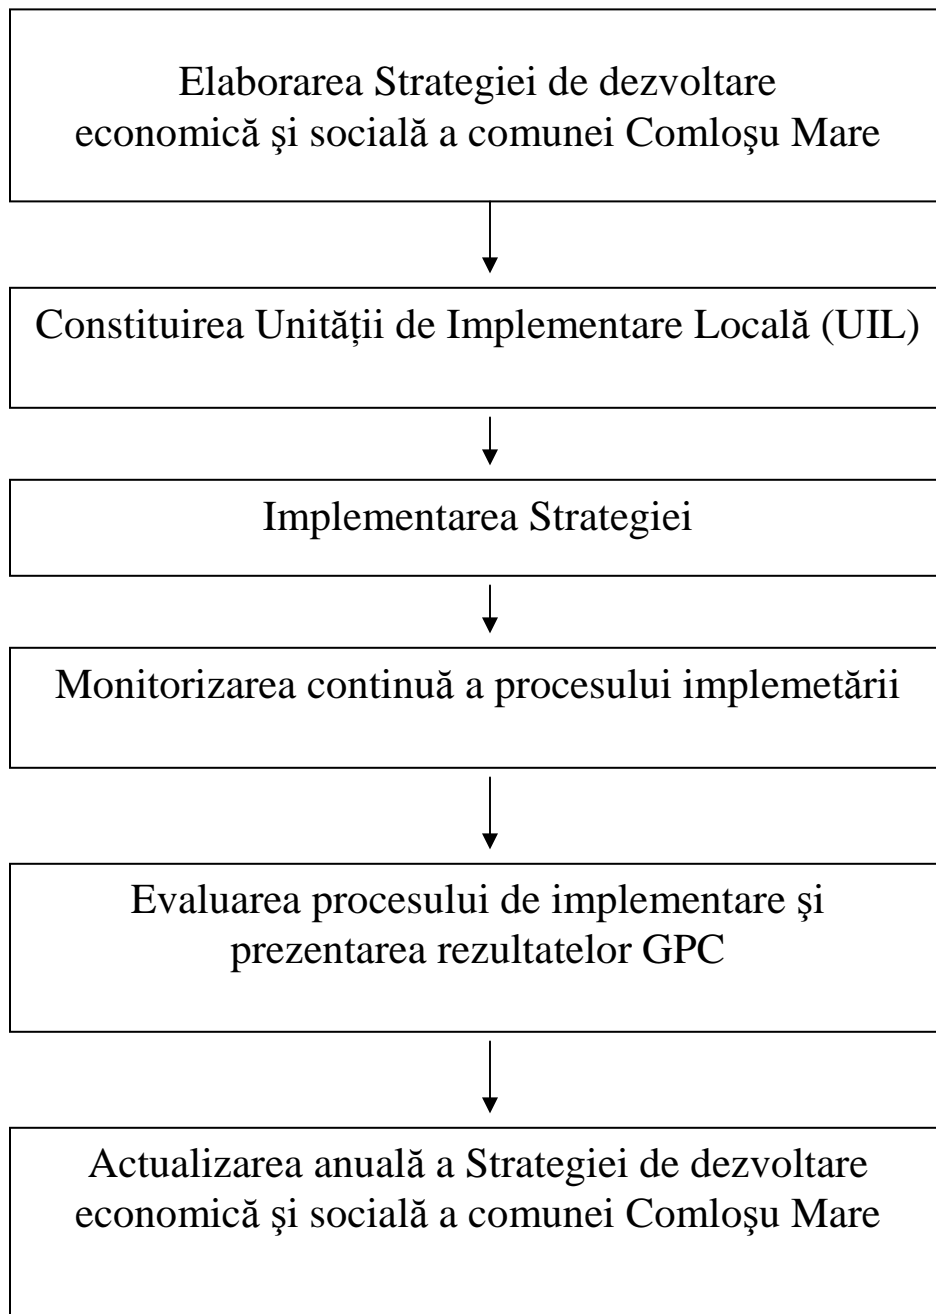 Elaborarea Strategiei de dezvoltare
economică şi socială a comunei Comloşu Mare
Constituirea Unităţii de Implementare Locală (UIL)
Implementarea Strategiei
Monitorizarea continuă a procesului implemetării
Evaluarea procesului de implementare şi
prezentarea rezultatelor GPC
Actualizarea anuală a Strategiei de dezvoltare
economică şi socială a comunei Comloşu Mare